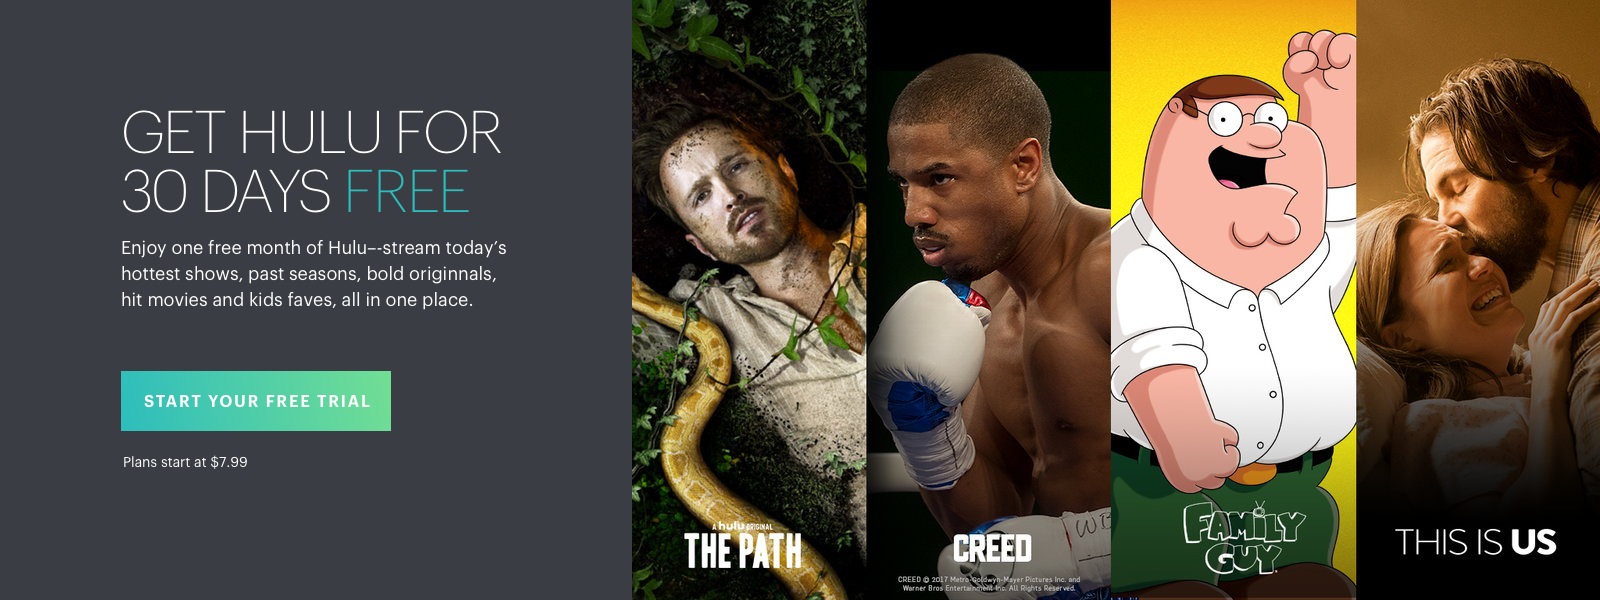 GET HULU FOR
30 DAYS FREE
Enjoy one free month of Hulu–-stream today's
hottest shows, past seasons, bold originnals,
hit movies and kids faves, all in one place.
START YOUR FREE TRIAL
Plans start at $7.99
A hulu ORIGINAL
THE PATH
WB
CREED
CREED © 2017 Metro-Goldwyn-Mayer Pictures Inc. and
Warner Bros Entertainment Inc. All Rights Reserved.
FAMILY
GUY
THIS IS US